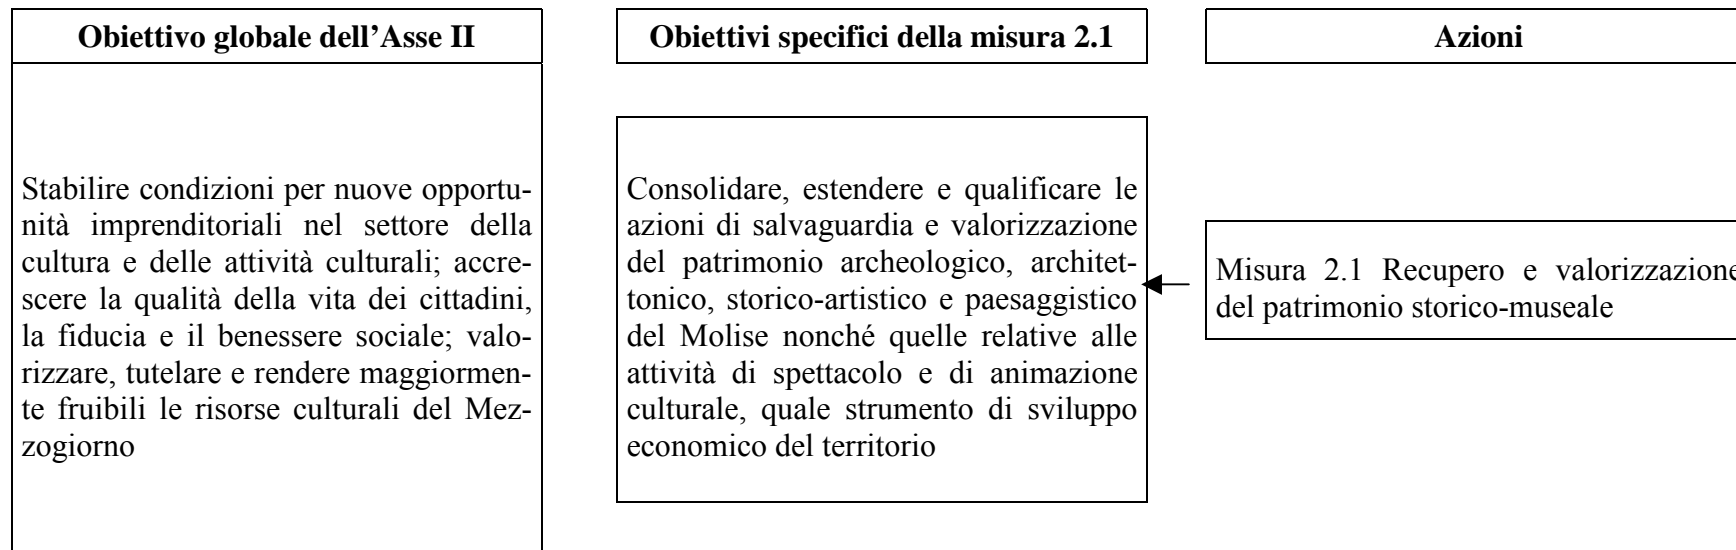 Obiettivo globale dell’Asse II
Obiettivi specifici della misura 2.1
Azioni
Stabilire condizioni per nuove opportu-
nità imprenditoriali nel settore della
cultura e delle attività culturali; accre-
scere la qualità della vita dei cittadini,
la fiducia e il benessere sociale; valo-
rizzare, tutelare e rendere maggiormen-
te fruibili le risorse culturali del Mez-
zogiorno
Consolidare, estendere e qualificare le
azioni di salvaguardia e valorizzazione
del patrimonio archeologico, architet-
tonico, storico-artistico e paesaggistico
del Molise nonché quelle relative alle
attività di spettacolo e di animazione
culturale, quale strumento di sviluppo
economico del territorio
Misura 2.1 Recupero e valorizzazione
del patrimonio storico-museale